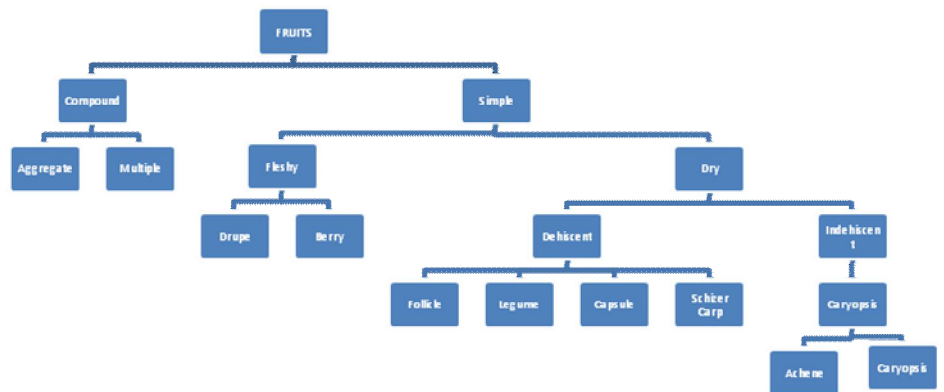 FRUITS
Compound
Simple
Aggregate
Multiple
Fleshy
Dry
Drupe
Berry
Dehiscent
Indehiscen
t
Follicle
Legume
Capsule
Schizer
Carp
Caryopsis
Achene
Caryopsis